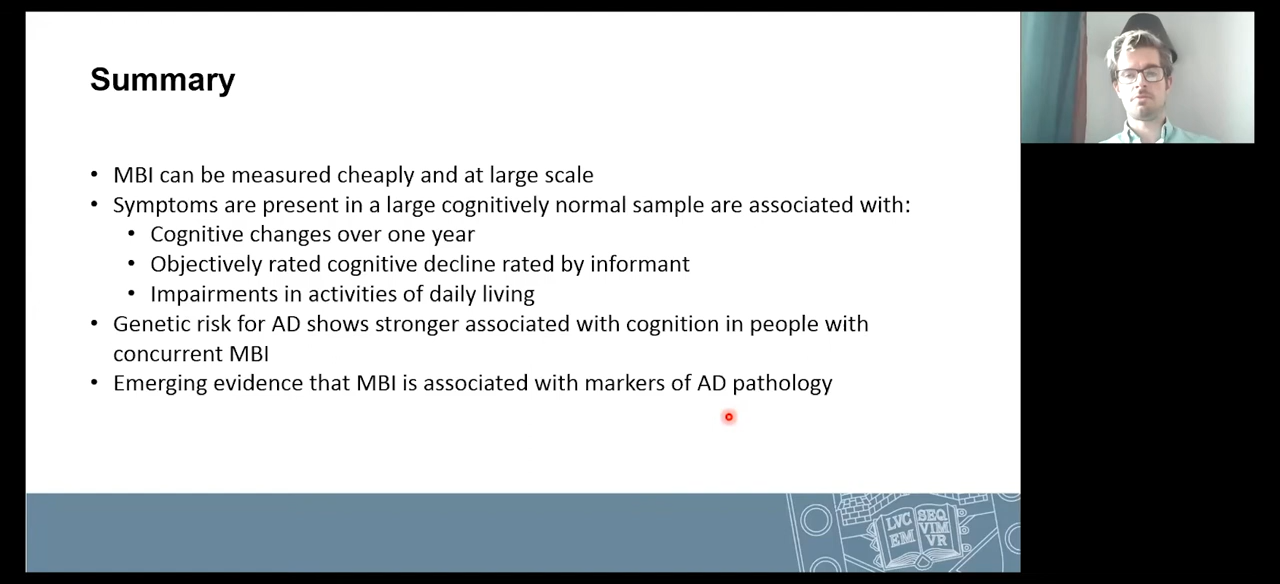 Summary
• MBI can be measured cheaply and at large scale
• Symptoms are present in a large cognitively normal sample are associated with:
• Cognitive changes over one year
• Objectively rated cognitive decline rated by informant
• Impairments in activities of daily living
• Genetic risk for AD shows stronger associated with cognition in people with
concurrent MBI
• Emerging evidence that MBI is associated with markers of AD pathology
LVC SEQ
EM VIM
VR